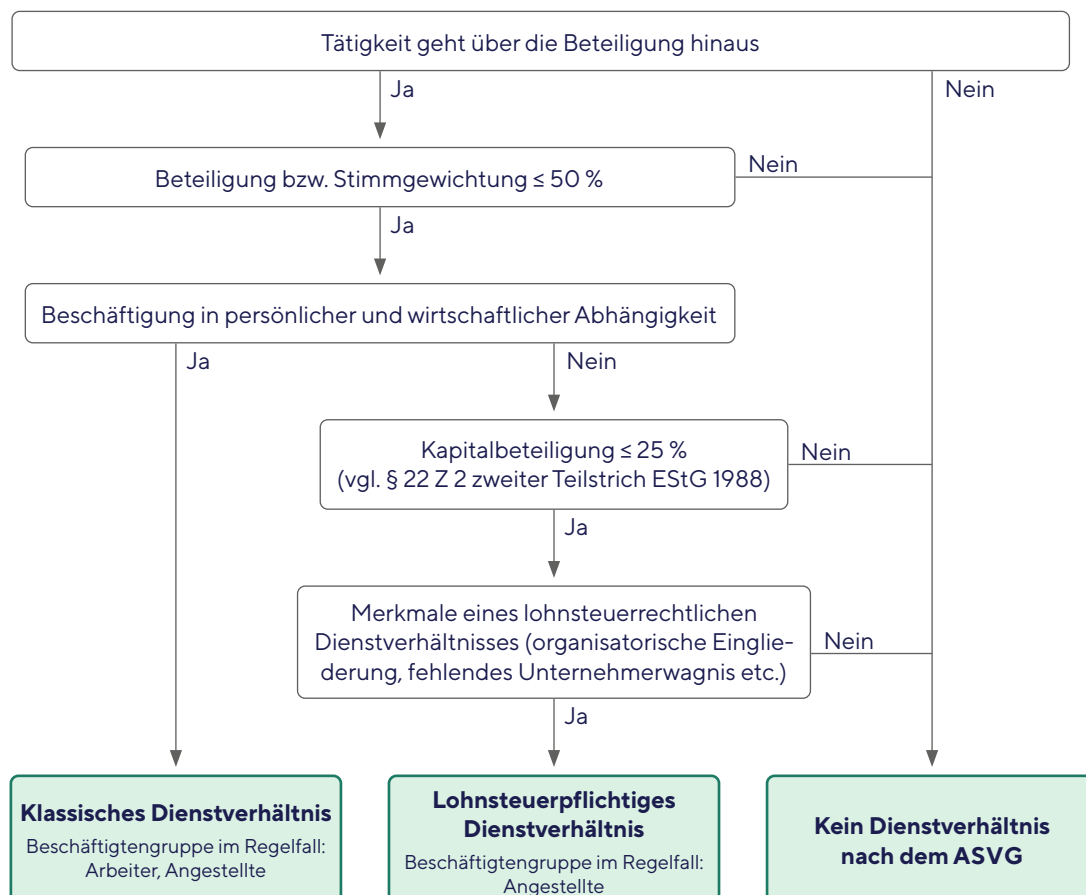 Tätigkeit geht über die Beteiligung hinaus
Ja
Nein
Beteiligung bzw. Stimmgewichtung ≤ 50 %
Nein
Ja
Beschäftigung in persönlicher und wirtschaftlicher Abhängigkeit
Ja
Nein
Kapitalbeteiligung ≤ 25 %
(vgl. § 22 Z 2 zweiter Teilstrich EStG 1988)
Nein
Ja
Merkmale eines lohnsteuerrechtlichen
Dienstverhältnisses (organisatorische Einglie-
derung, fehlendes Unternehmerwagnis etc.)
Nein
Ja
Klassisches Dienstverhältnis
Beschäftigtengruppe im Regelfall:
Arbeiter, Angestellte
Lohnsteuerpflichtiges
Dienstverhältnis
Beschäftigtengruppe im Regelfall:
Angestellte
Kein Dienstverhältnis
nach dem ASVG